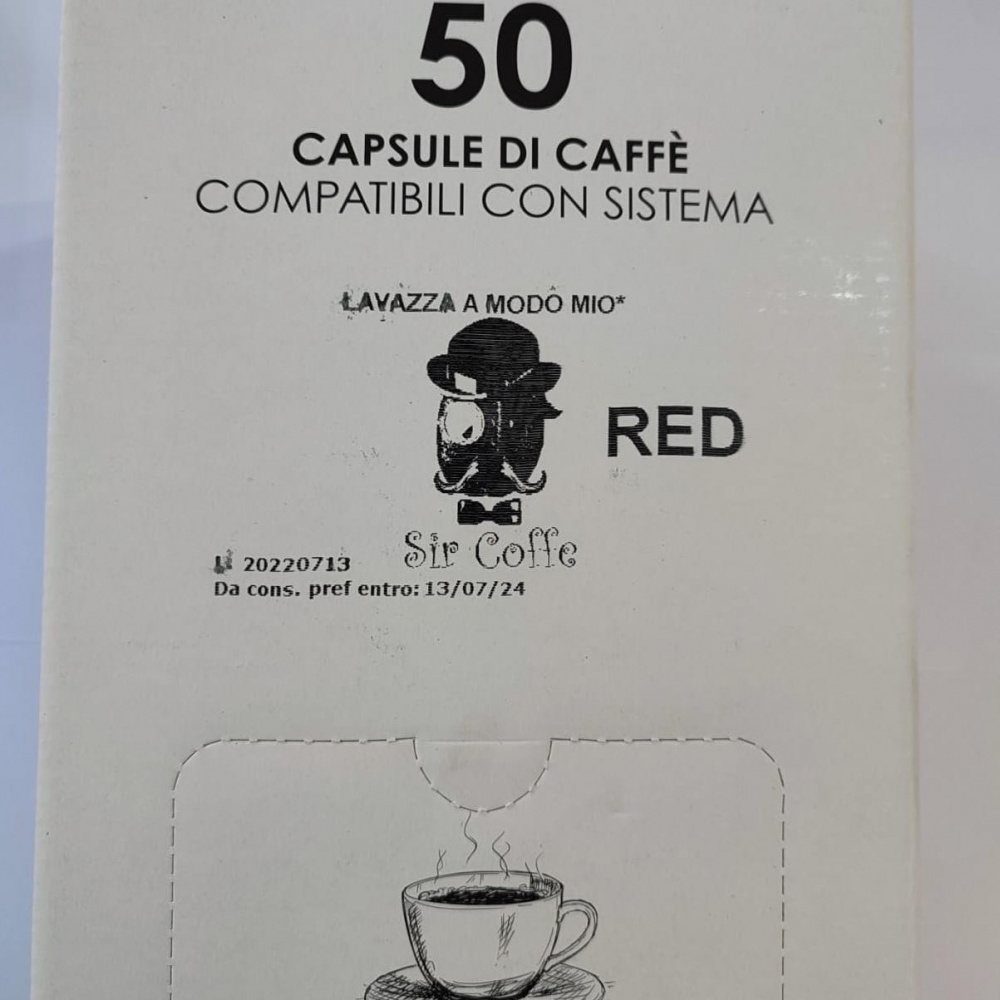 50
CAPSULE DI CAFFÈ
COMPATIBILI CON SISTEMA
LAVAZZA A MODO MIO*
RED
Sir Coffe
20220713
Da cons. pref entro: 13/07/24